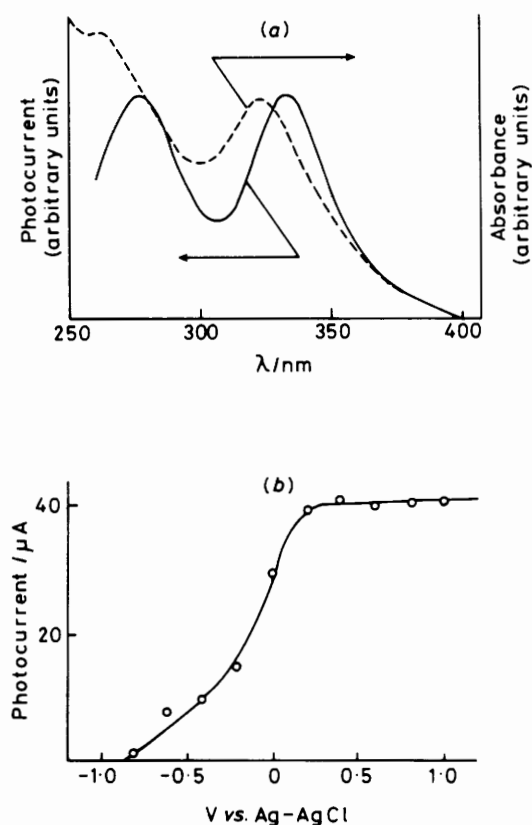 (a)
Photocurrent
(arbitrary units)
Absorbance
(arbitrary units)
250 300 350 400
λ/nm
(b)
Photocurrent /μA
40
20
-1·0 -0·5 0 0·5 1·0
V vs. Ag-AgCl